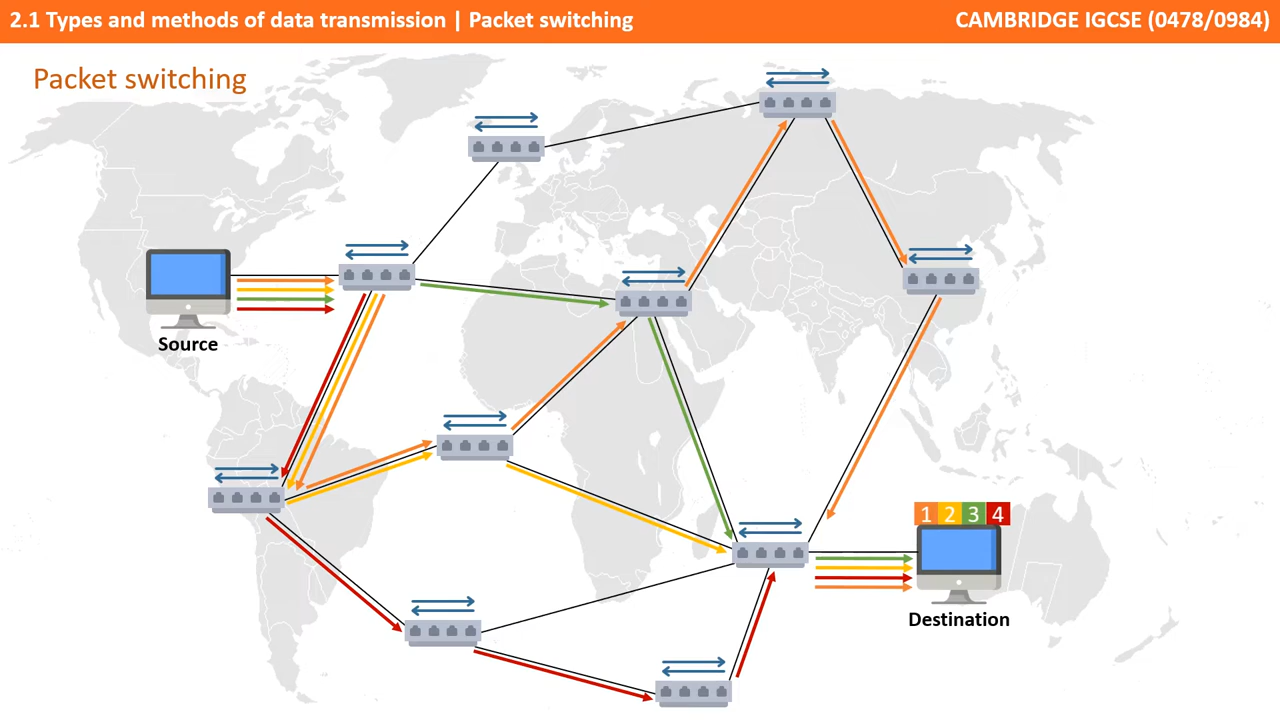 2.1 Types and methods of data transmission | Packet switching
CAMBRIDGE IGCSE (0478/0984)
Packet switching
Source
1 2 3 4
Destination